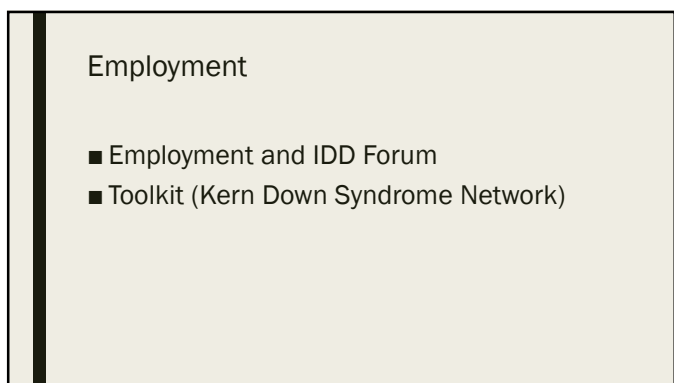 Employment
■ Employment and IDD Forum
■ Toolkit (Kern Down Syndrome Network)